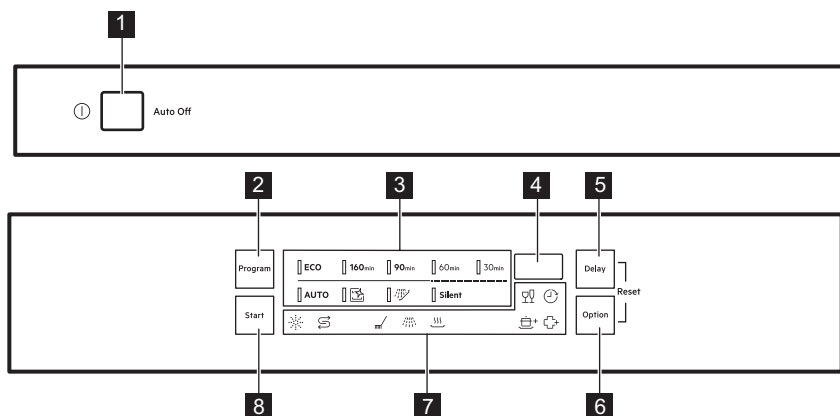 1
Auto Off
2 3 4 5
Program ECO 160min 90min 60min 30min Delay
Reset
Start AUTO Silent Option
8 7 6